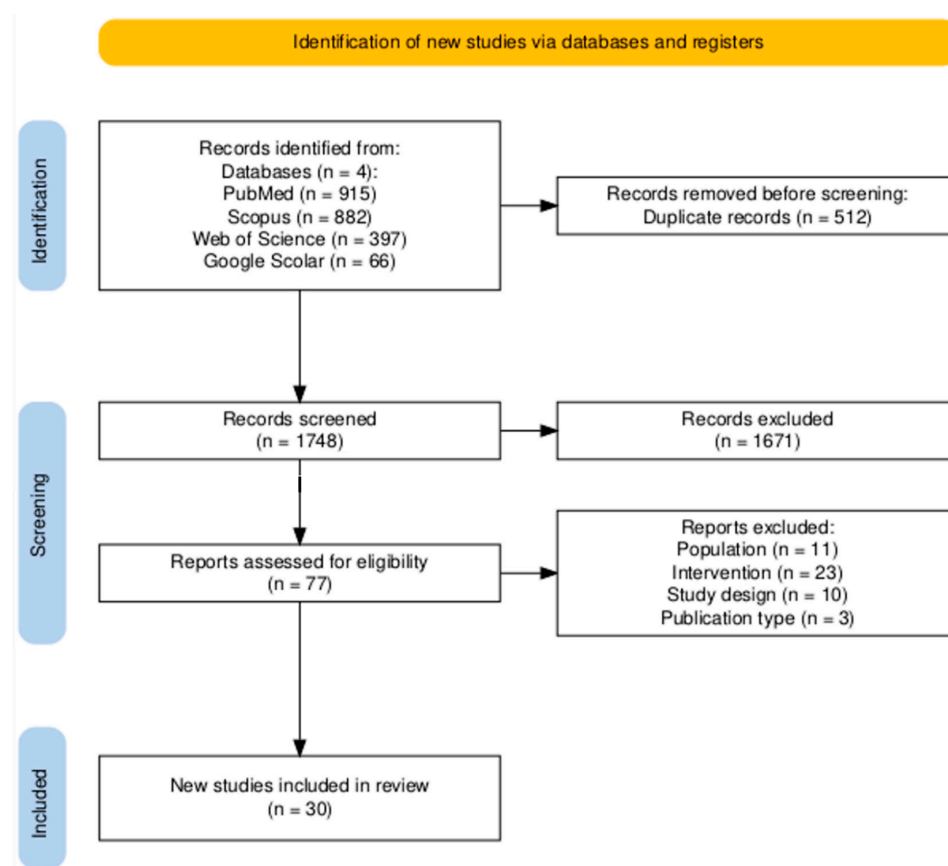 Identification of new studies via databases and registers
Identification
Records identified from:
Databases (n = 4):
PubMed = 915)
Scopus (n = 882)
Web of Science (n = 397)
Google Scolar (n = 66)
Records removed before screening:
Duplicate records (n = 512)
Screening
Records screened
(n = 1748)
Records excluded
(n = 1671)
Reports assessed for eligibility
(n = 77)
Reports excluded:
Population (n = 11)
Intervention (n = 23)
Study design (n = 10)
Publication type (n = 3)
Included
New studies included in review
(n = 30)